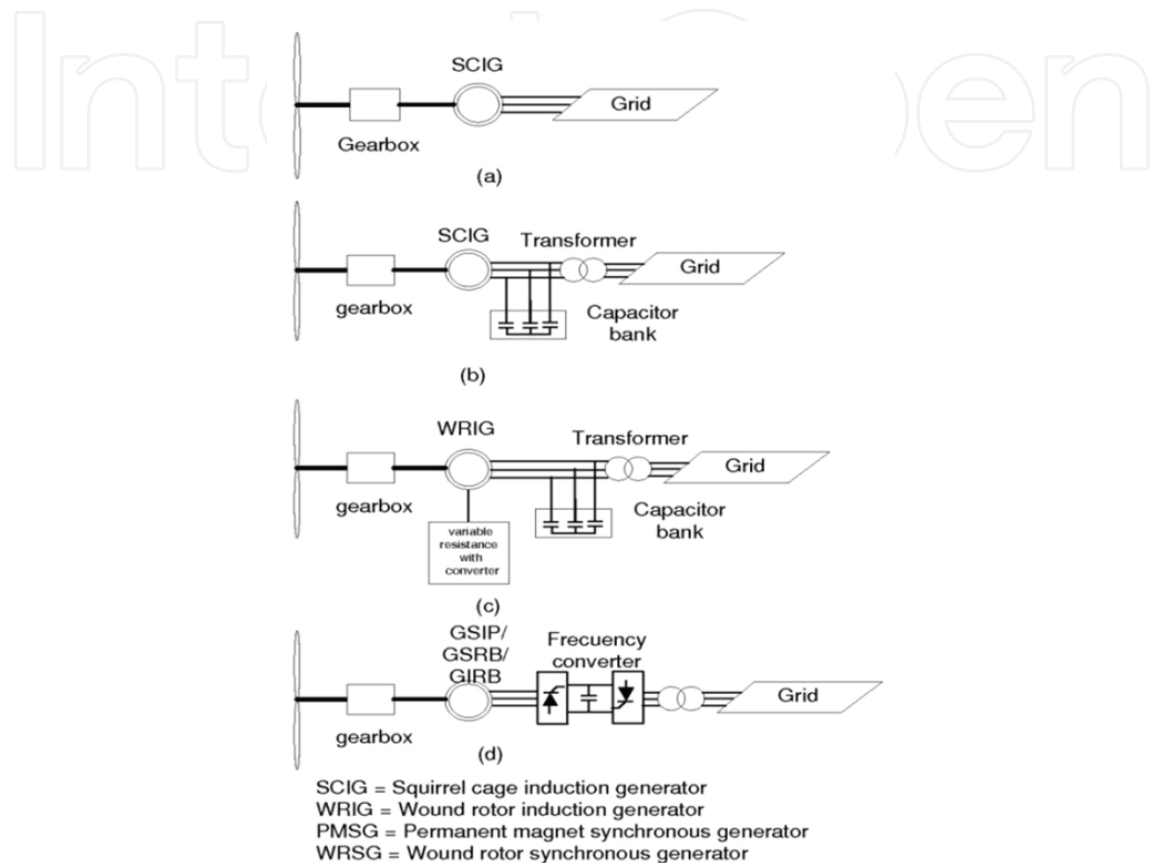 SCIG
Grid
Gearbox
(a)
SCIG
Transformer
Grid
gearbox
Capacitor
bank
(b)
WRIG
Transformer
Grid
gearbox
Capacitor
bank
variable
resistance
with
converter
(c)
GSIP/
GSRB/
GIRB
Frecuency
converter
Grid
gearbox
(d)
SCIG = Squirrel cage induction generator
WRIG = Wound rotor induction generator
PMSG = Permanent magnet synchronous generator
WRSG = Wound rotor synchronous generator